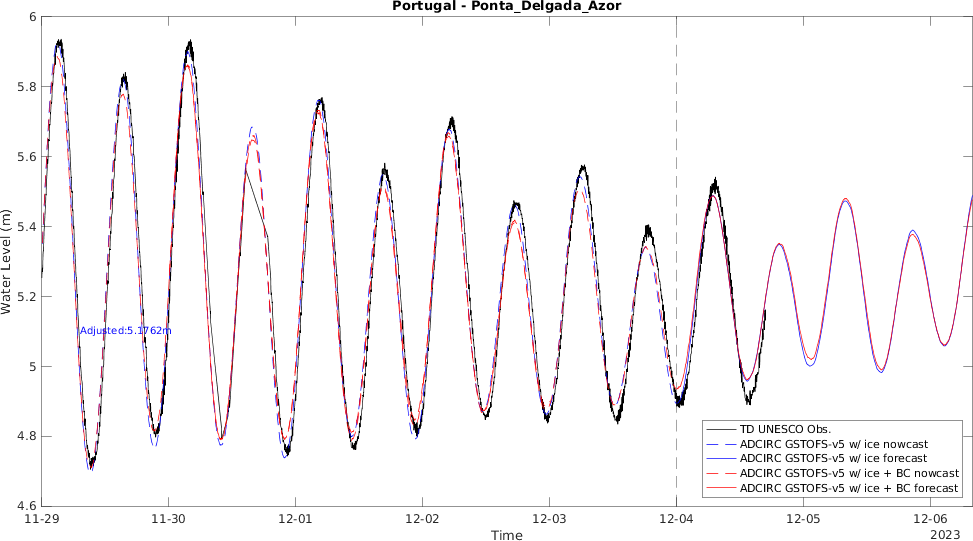 Portugal - Ponta_Delgada_Azor
6
5.8
5.6
5.4
5.2
5
4.8
4.6
Water Level (m)
Adjusted:5.1762m
TD UNESCO Obs.
ADCIRC GSTOFS-v5 w/ ice nowcast
ADCIRC GSTOFS-v5 w/ ice forecast
ADCIRC GSTOFS-v5 w/ ice + BC nowcast
ADCIRC GSTOFS-v5 w/ ice + BC forecast
11-29 11-30 12-01 12-02 12-03 12-04 12-05 12-06
Time
2023